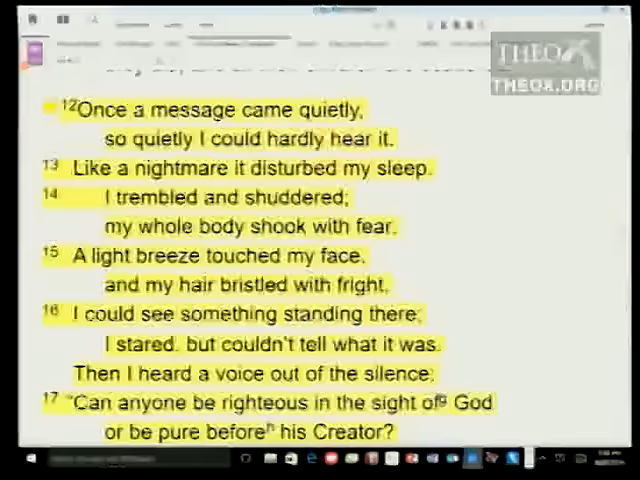 THEOX
THEOX.ORG
12Once a message came quietly,
so quietly I could hardly hear it.
13 Like a nightmare it disturbed my sleep.
14 I trembled and shuddered;
my whole body shook with fear.
15 A light breeze touched my face,
and my hair bristled with fright.
16 I could see something standing there;
I stared, but couldn't tell what it was.
Then I heard a voice out of the silence:
17 "Can anyone be righteous in the sight ofg God
or be pure beforeh his Creator?